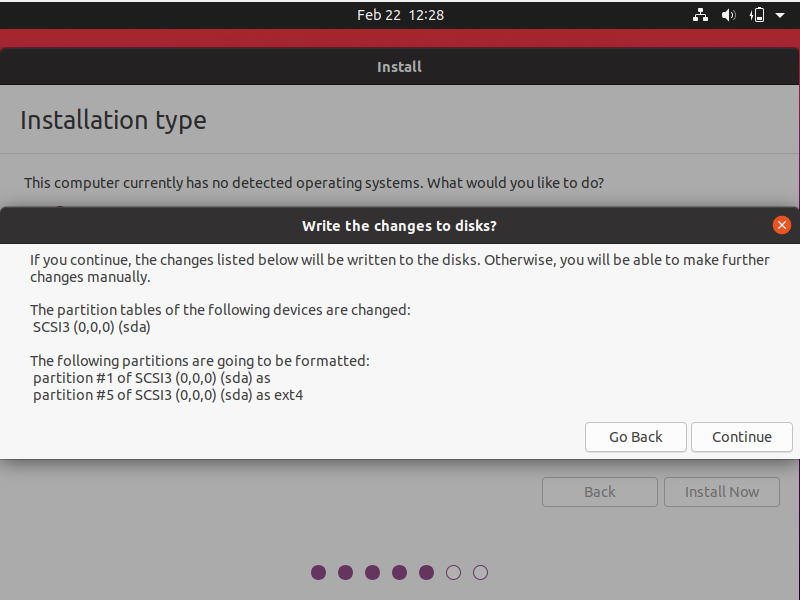 Feb 22 12:28
Install
Installation type
This computer currently has no detected operating systems. What would you like to do?
Write the changes to disks?
If you continue, the changes listed below will be written to the disks. Otherwise, you will be able to make further
changes manually.
The partition tables of the following devices are changed:
SCSI3 (0,0,0) (sda)
The following partitions are going to be formatted:
partition #1 of SCSI3 (0,0,0) (sda) as
partition #5 of SCSI3 (0,0,0) (sda) as ext4
Go Back Continue
Back Install Now